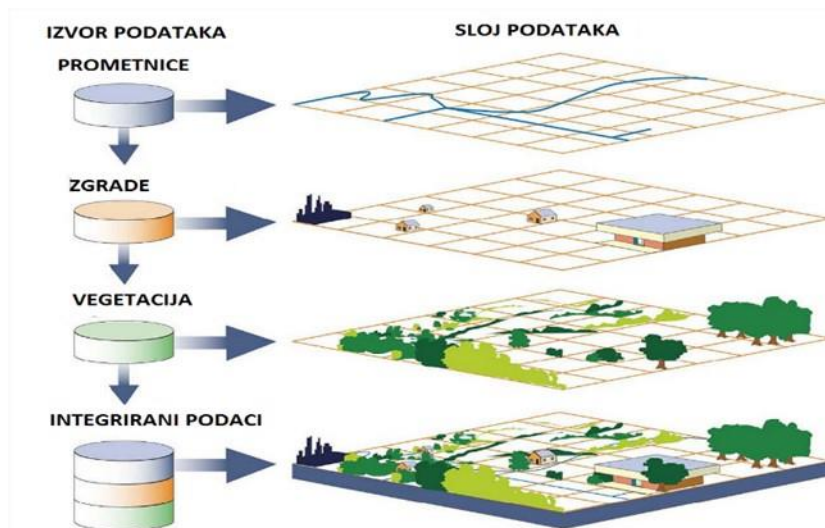 IZVOR PODATAKA
SLOJ PODATAKA
PROMETNICE
ZGRADE
VEGETACIJA
INTEGRIRANI PODACI